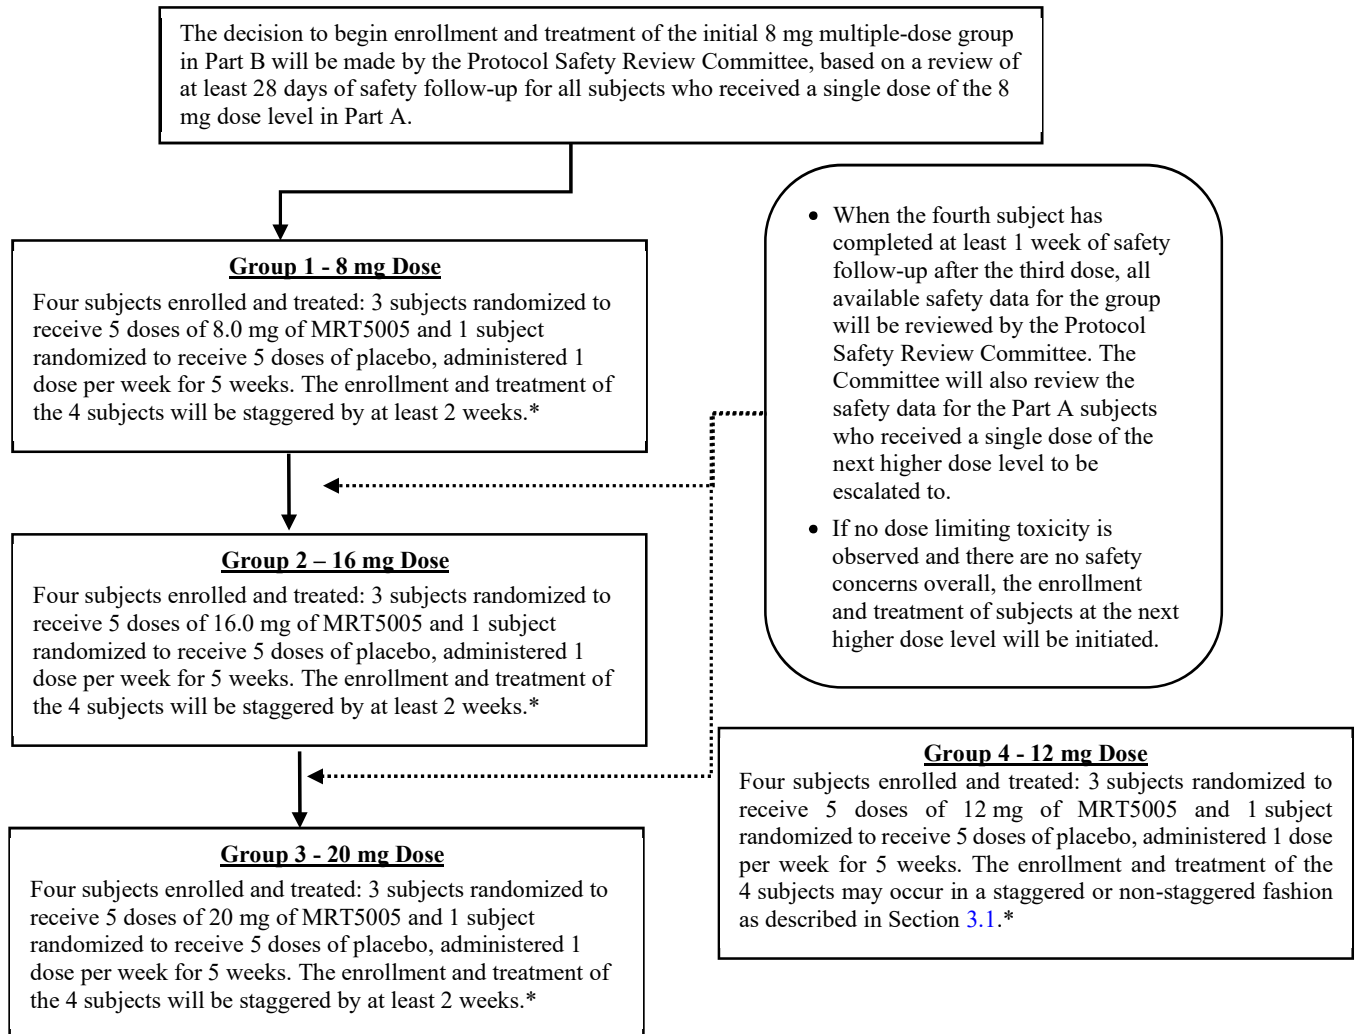 The decision to begin enrollment and treatment of the initial 8 mg multiple-dose group
in Part B will be made by the Protocol Safety Review Committee, based on a review of
at least 28 days of safety follow-up for all subjects who received a single dose of the 8
mg dose level in Part A.
• When the fourth subject has
completed at least 1 week of safety
follow-up after the third dose, all
available safety data for the group
will be reviewed by the Protocol
Safety Review Committee. The
Committee will also review the
safety data for the Part A subjects
who received a single dose of the
next higher dose level to be
escalated to.
• If no dose limiting toxicity is
observed and there are no safety
concerns overall, the enrollment
and treatment of subjects at the next
higher dose level will be initiated.
Group 1 - 8 mg Dose
Four subjects enrolled and treated: 3 subjects randomized to
receive 5 doses of 8.0 mg of MRT5005 and 1 subject
randomized to receive 5 doses of placebo, administered 1
dose per week for 5 weeks. The enrollment and treatment of
the 4 subjects will be staggered by at least 2 weeks.*
Group 2 – 16 mg Dose
Four subjects enrolled and treated: 3 subjects randomized to
receive 5 doses of 16.0 mg of MRT5005 and 1 subject
randomized to receive 5 doses of placebo, administered 1
dose per week for 5 weeks. The enrollment and treatment of
the 4 subjects will be staggered by at least 2 weeks.*
Group 3 - 20 mg Dose
Four subjects enrolled and treated: 3 subjects randomized to
receive 5 doses of 20 mg of MRT5005 and 1 subject
randomized to receive 5 doses of placebo, administered 1
dose per week for 5 weeks. The enrollment and treatment of
the 4 subjects will be staggered by at least 2 weeks.*
Group 4 - 12 mg Dose
Four subjects enrolled and treated: 3 subjects randomized to
receive 5 doses of 12 mg of MRT5005 and 1 subject
randomized to receive 5 doses of placebo, administered 1 dose
per week for 5 weeks. The enrollment and treatment of the
4 subjects may occur in a staggered or non-staggered fashion
as described in Section 3.1.*